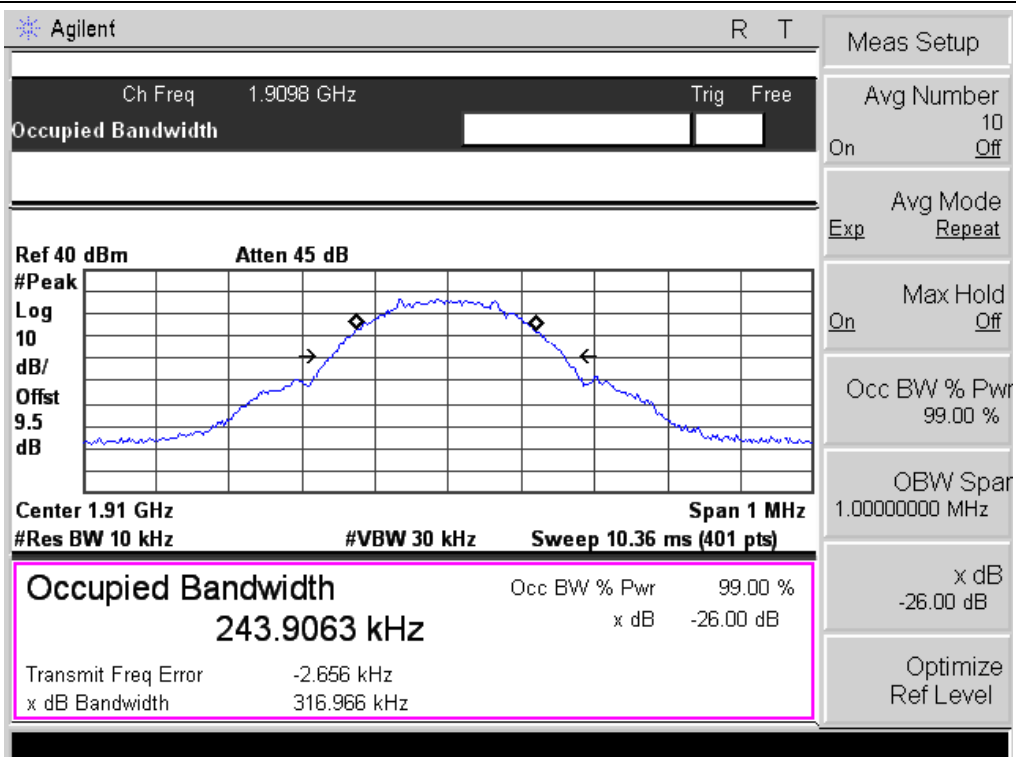 Agilent R T
Ch Freq 1.9098 GHz Trig Free
Occupied Bandwidth
Ref 40 dBm Atten 45 dB
#Peak
Log
10
dB/
Offst
9.5
dB
Center 1.91 GHz Span 1 MHz
#Res BW 10 kHz #VBW 30 kHz Sweep 10.36 ms (401 pts)
Occupied Bandwidth Occ BW % Pwr 99.00 %
243.9063 kHz x dB -26.00 dB
Transmit Freq Error -2.656 kHz
x dB Bandwidth 316.966 kHz
Meas Setup
Avg Number
10
On Off
Avg Mode
Exp Repeat
Max Hold
On Off
Occ BW % Pwr
99.00 %
OBW Span
1.00000000 MHz
x dB
-26.00 dB
Optimize
Ref Level